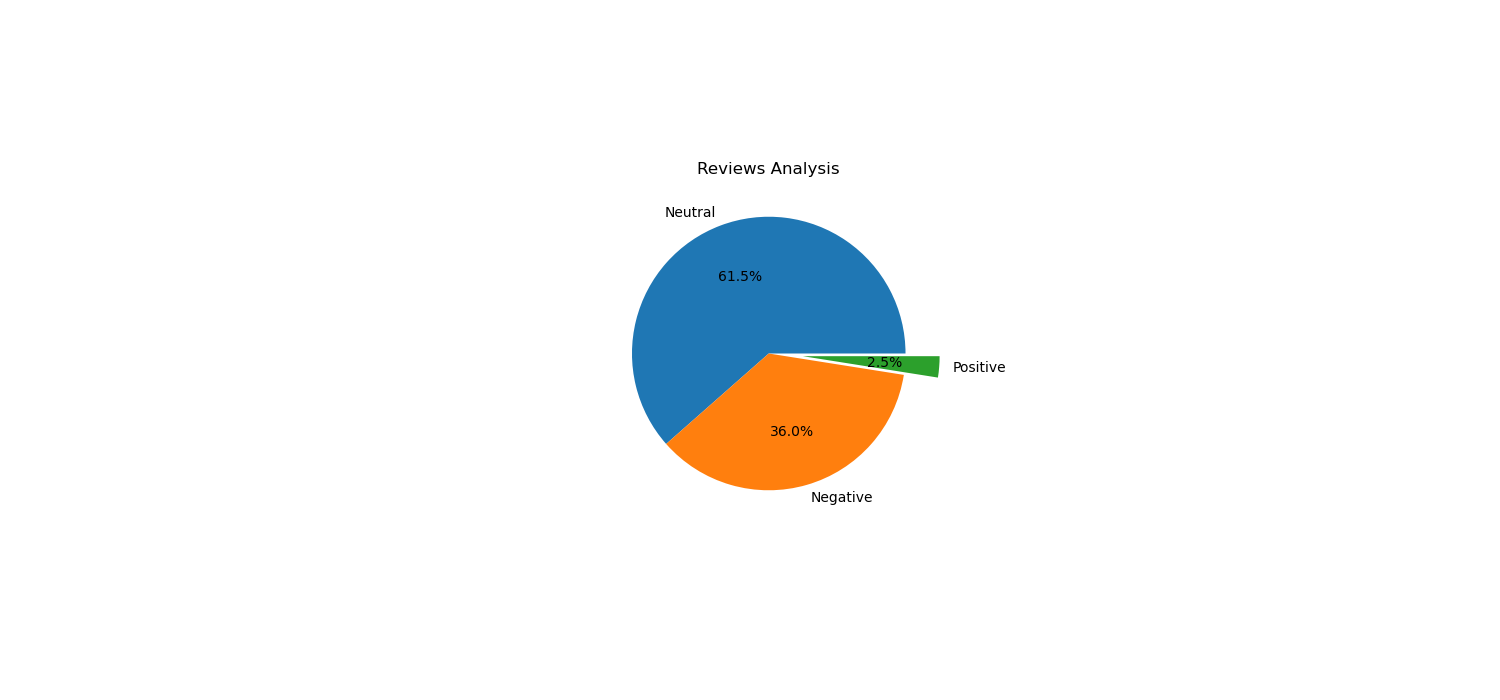 Reviews Analysis
Neutral
61.5%
2.5%
Positive
36.0%
Negative